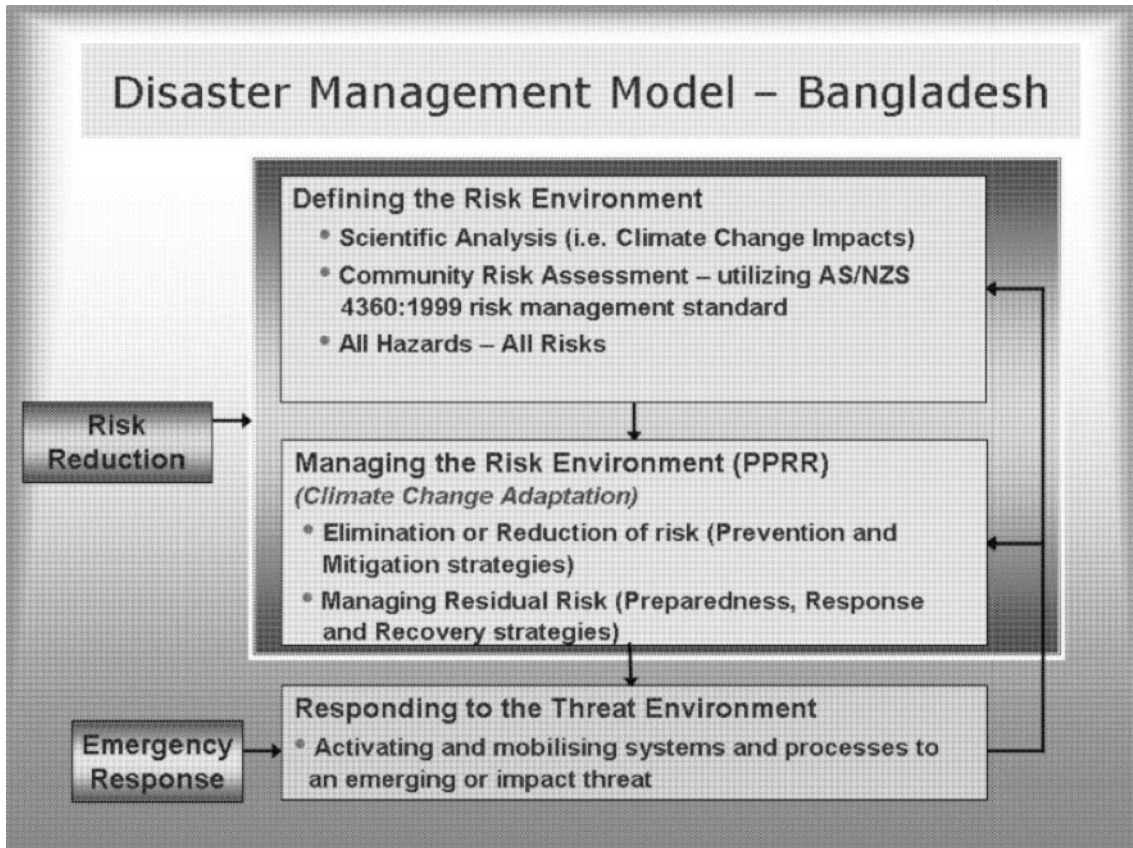 Disaster Management Model – Bangladesh
Defining the Risk Environment
• Scientific Analysis (i.e. Climate Change Impacts)
• Community Risk Assessment – utilizing AS/NZS
4360:1999 risk management standard
• All Hazards – All Risks
Risk
Reduction
Managing the Risk Environment (PPRR)
(Climate Change Adaptation)
• Elimination or Reduction of risk (Prevention and
Mitigation strategies)
• Managing Residual Risk (Preparedness, Response
and Recovery strategies)
Responding to the Threat Environment
• Activating and mobilising systems and processes to
an emerging or impact threat
Emergency
Response